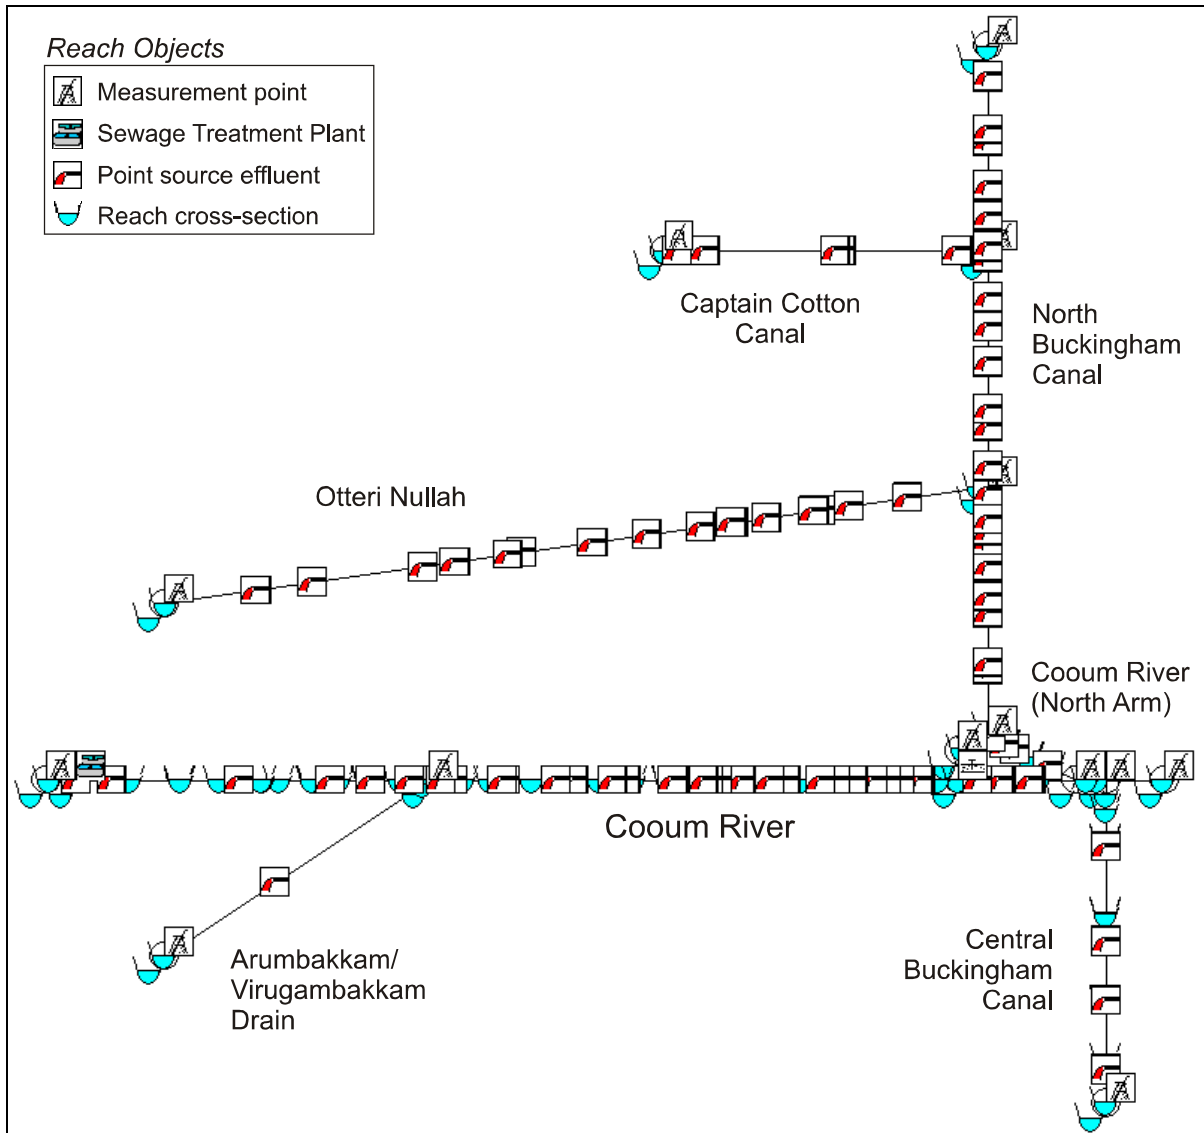 Reach Objects
Measurement point
Sewage Treatment Plant
Point source effluent
Reach cross-section
Captain Cotton
Canal
North
Buckingham
Canal
Otteri Nullah
Cooum River
(North Arm)
Cooum River
Arumbakkam/
Virugambakkam
Drain
Central
Buckingham
Canal